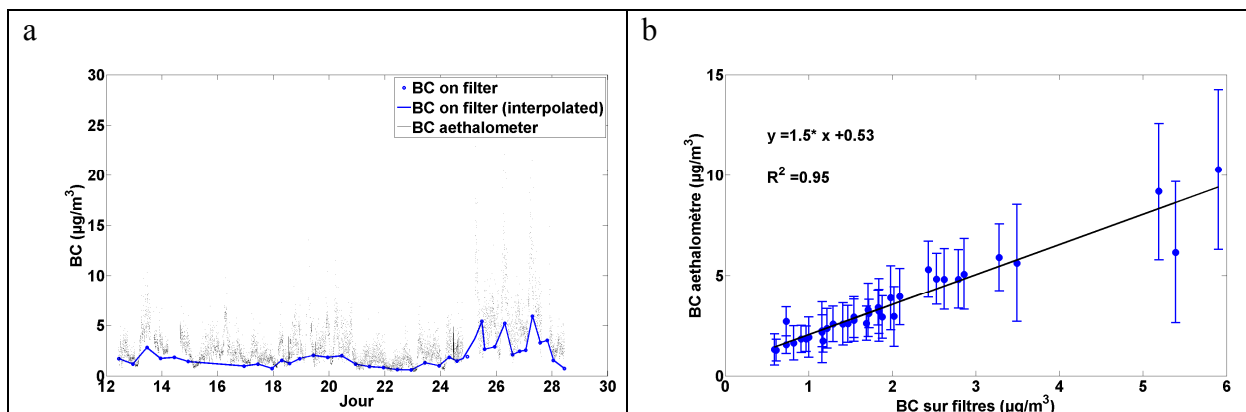 a
BC on filter
BC on filter (interpolated)
BC aethalometer
BC (µg/m³)
30
25
20
15
10
5
0
12 14 16 18 20 22 24 26 28 30
Jour
b
y =1.5* x +0.53
R² =0.95
BC aethalomètre (µg/m³)
15
10
5
0
0 1 2 3 4 5 6
BC sur filtres (µg/m³)